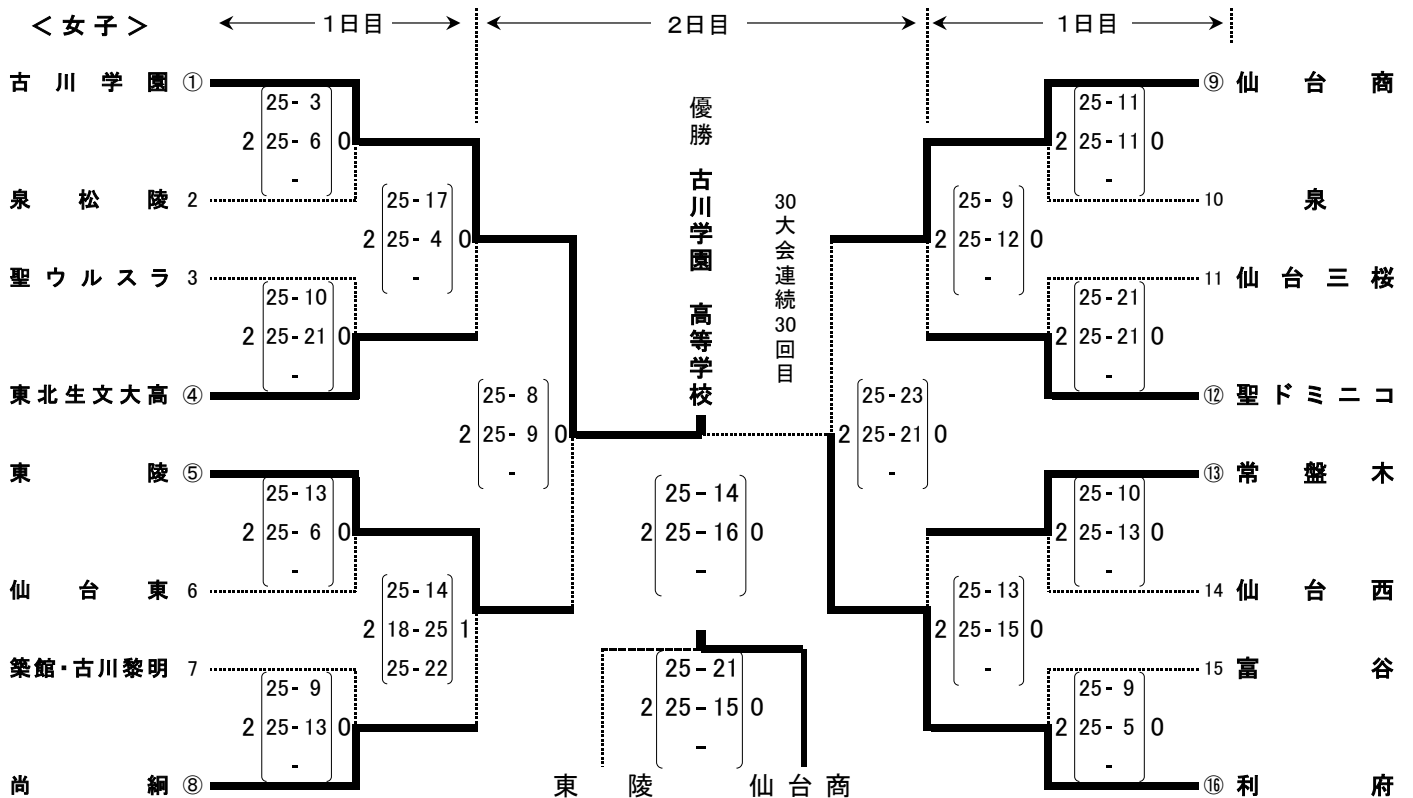 ＜女子＞
1日目
2日目
1日目
古川学園 ①
25- 3
2 25- 6 0
-
泉松陵 2
25-17
2 25- 4 0
-
聖ウルスラ 3
25-10
2 25-21 0
-
東北生文大高 ④
25- 8
2 25- 9 0
-
東陵 ⑤
25-13
2 25- 6 0
-
仙台東 6
25-14
2 18-25 1
25-22
築館・古川黎明 7
25- 9
2 25-13 0
-
尚絅 ⑧
優勝 古川学園 高等学校
30大会連続30回目
25-14
2 25-16 0
-
25-21
2 25-15 0
-
東陵 仙台商
⑨ 仙台商
25-11
2 25-11 0
-
10 泉
25- 9
2 25-12 0
-
11 仙台三桜
25-21
2 25-21 0
-
⑫ 聖ドミニコ
25-23
2 25-21 0
-
⑬ 常盤木
25-10
2 25-13 0
-
14 仙台西
25-13
2 25-15 0
-
15 富谷
25- 9
2 25- 5 0
-
⑯ 利府